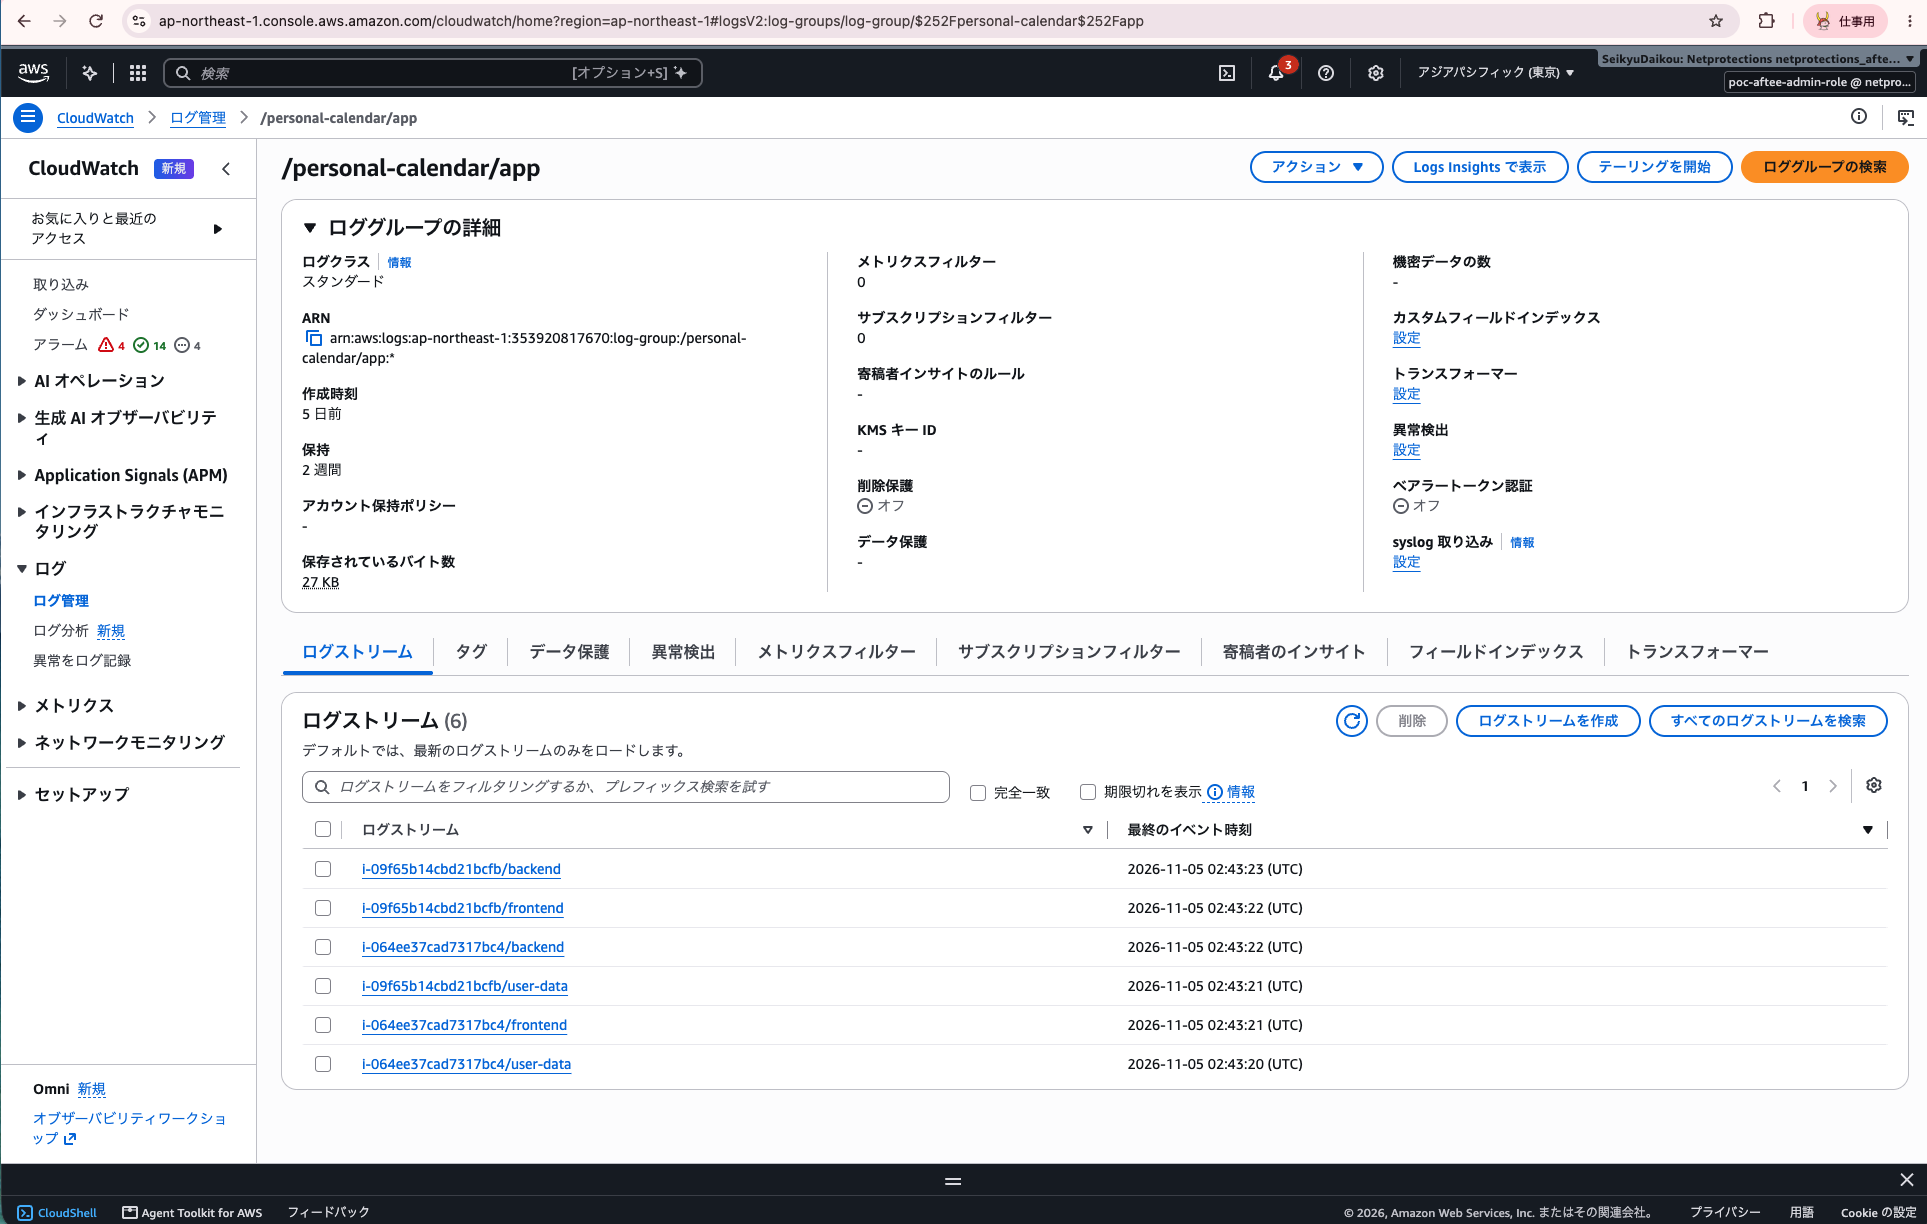 ap-northeast-1.console.aws.amazon.com/cloudwatch/home?region=ap-northeast-1#logsV2:log-groups/log-group/$252Fpersonal-calendar$252Fapp
仕事用
aws
検索
[オプション+S]
3
アジアパシフィック (東京)
SeikyuDaikou: Netprotections netprotections_afte...
poc-aftee-admin-role @ netpro...
CloudWatch
ログ管理
/personal-calendar/app
CloudWatch 新規
お気に入りと最近の
アクセス
取り込み
ダッシュボード
アラーム 4 14 4
AI オペレーション
生成 AI オブザーバビリテ
ィ
Application Signals (APM)
インフラストラクチャモニ
タリング
ログ
ログ管理
ログ分析 新規
異常をログ記録
メトリクス
ネットワークモニタリング
セットアップ
Omni 新規
オブザーバビリティワークショ
ップ
/personal-calendar/app
アクション
Logs Insights で表示
テーリングを開始
ロググループの検索
ロググループの詳細
ログクラス 情報
スタンダード
ARN
arn:aws:logs:ap-northeast-1:353920817670:log-group:/personal-
calendar/app:*
作成時刻
5 日前
保持
2 週間
アカウント保持ポリシー
-
保存されているバイト数
27 KB
メトリクスフィルター
0
サブスクリプションフィルター
0
寄稿者インサイトのルール
-
KMS キー ID
-
削除保護
オフ
データ保護
-
機密データの数
-
カスタムフィールドインデックス
設定
トランスフォーマー
設定
異常検出
設定
ベアラートークン認証
オフ
syslog 取り込み 情報
設定
ログストリーム
タグ
データ保護
異常検出
メトリクスフィルター
サブスクリプションフィルター
寄稿者のインサイト
フィールドインデックス
トランスフォーマー
ログストリーム (6)
削除
ログストリームを作成
すべてのログストリームを検索
デフォルトでは、最新のログストリームのみをロードします。
ログストリームをフィルタリングするか、プレフィックス検索を試す
完全一致
期限切れを表示
情報
1
ログストリーム
最終のイベント時刻
i-09f65b14cbd21bcfb/backend 2026-11-05 02:43:23 (UTC)
i-09f65b14cbd21bcfb/frontend 2026-11-05 02:43:22 (UTC)
i-064ee37cad7317bc4/backend 2026-11-05 02:43:22 (UTC)
i-09f65b14cbd21bcfb/user-data 2026-11-05 02:43:21 (UTC)
i-064ee37cad7317bc4/frontend 2026-11-05 02:43:21 (UTC)
i-064ee37cad7317bc4/user-data 2026-11-05 02:43:20 (UTC)
CloudShell
Agent Toolkit for AWS
フィードバック
© 2026, Amazon Web Services, Inc. またはその関連会社。
プライバシー
用語
Cookie の設定